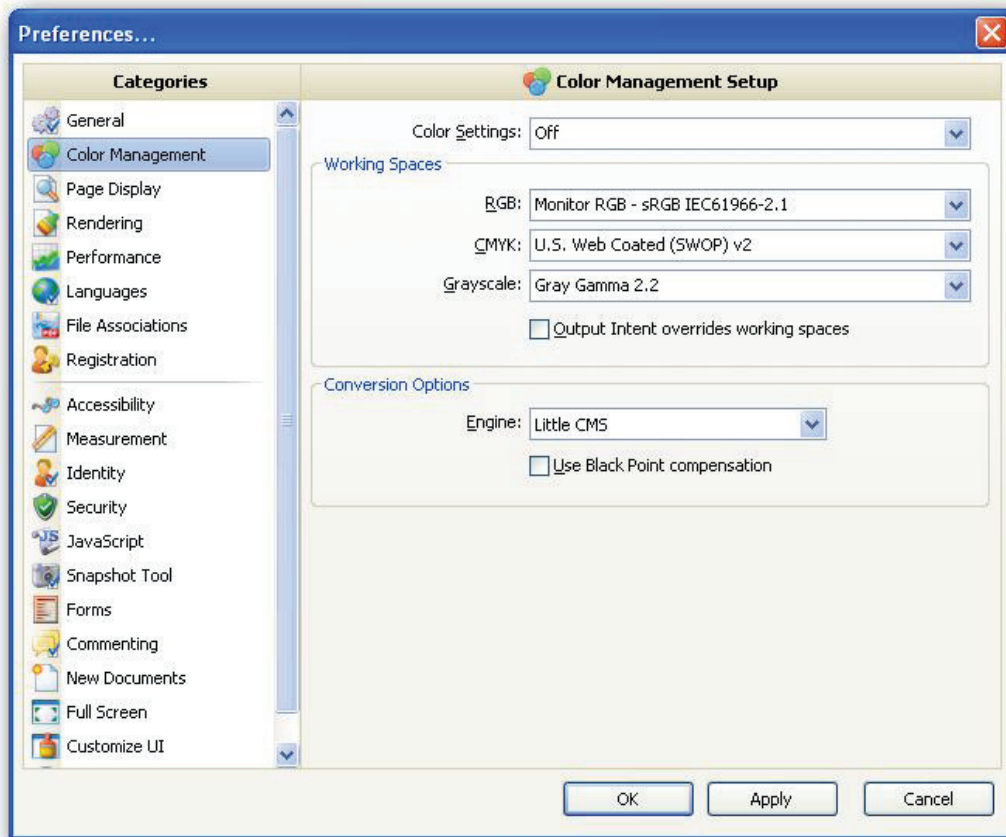 Preferences...
Categories
General
Color Management
Page Display
Rendering
Performance
Languages
File Associations
Registration
Accessibility
Measurement
Identity
Security
JavaScript
Snapshot Tool
Forms
Commenting
New Documents
Full Screen
Customize UI
Color Management Setup
Color Settings: Off
Working Spaces
RGB: Monitor RGB - sRGB IEC61966-2.1
CMYK: U.S. Web Coated (SWOP) v2
Grayscale: Gray Gamma 2.2
Output Intent overrides working spaces
Conversion Options
Engine: Little CMS
Use Black Point compensation
OK Apply Cancel